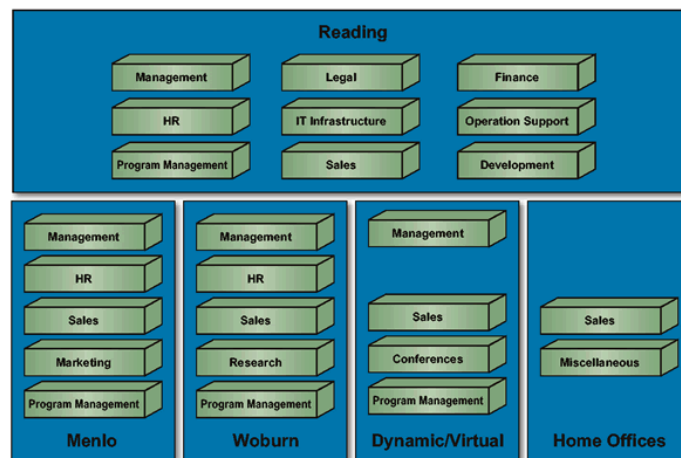 Reading
Management
Legal
Finance
HR
IT Infrastructure
Operation Support
Program Management
Sales
Development
Management
HR
Sales
Marketing
Program Management
Menlo
Management
HR
Sales
Research
Program Management
Woburn
Management
Sales
Conferences
Program Management
Dynamic/Virtual
Sales
Miscellaneous
Home Offices